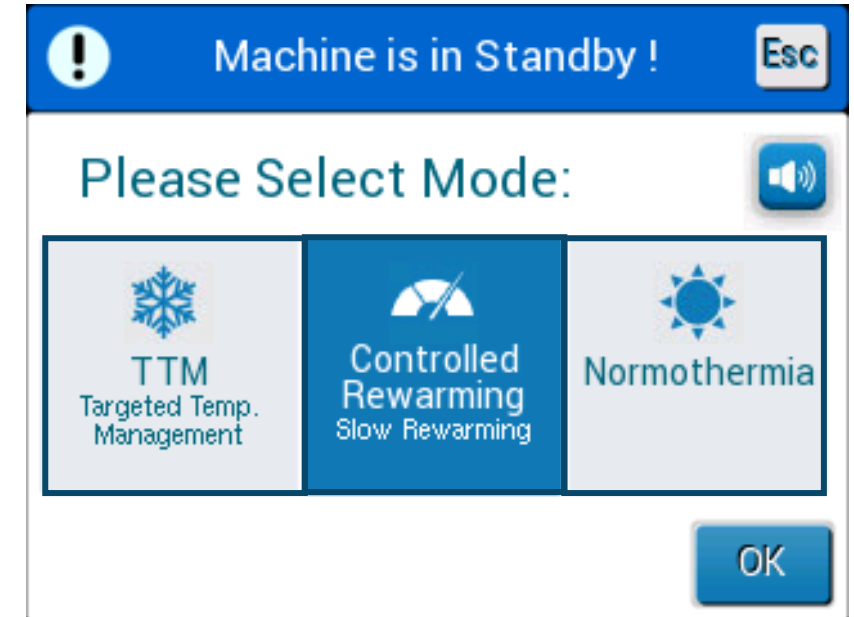 Machine is in Standby !
Esc
Please Select Mode:
TTM
Targeted Temp.
Management
Controlled
Rewarming
Slow Rewarming
Normothermia
OK